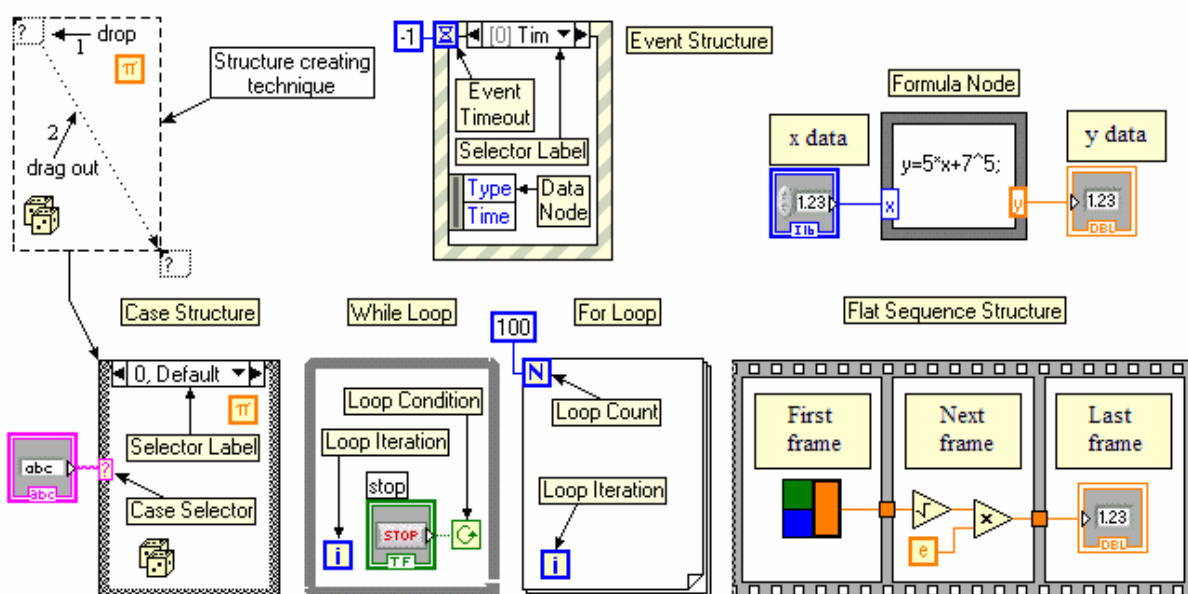 ?
drop
1
π
Structure creating
technique
2
drag out
?
-1
[0] Tim
Event Structure
Event
Timeout
Selector Label
Type
Time
Data
Node
Formula Node
x data
y data
1.23
I16
x
y=5*x+7^5;
y
1.23
DBL
Case Structure
0, Default
π
Selector Label
abc
abc
?
Case Selector
While Loop
Loop Condition
Loop Iteration
stop
STOP
TF
i
For Loop
100
N
Loop Count
Loop Iteration
i
Flat Sequence Structure
First
frame
Next
frame
Last
frame
√
x
e
1.23
DBL